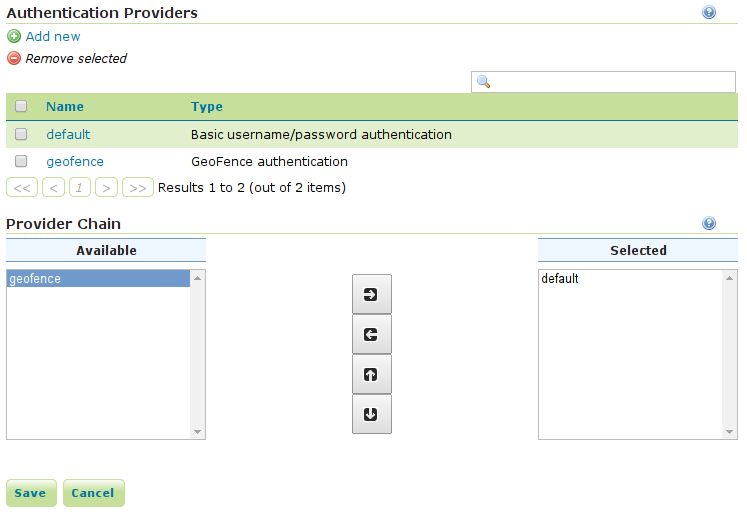 Authentication Providers
Add new
Remove selected
Name Type
default Basic username/password authentication
geofence GeoFence authentication
<< < 1 > >> Results 1 to 2 (out of 2 items)
Provider Chain
Available Selected
geofence default
Save Cancel